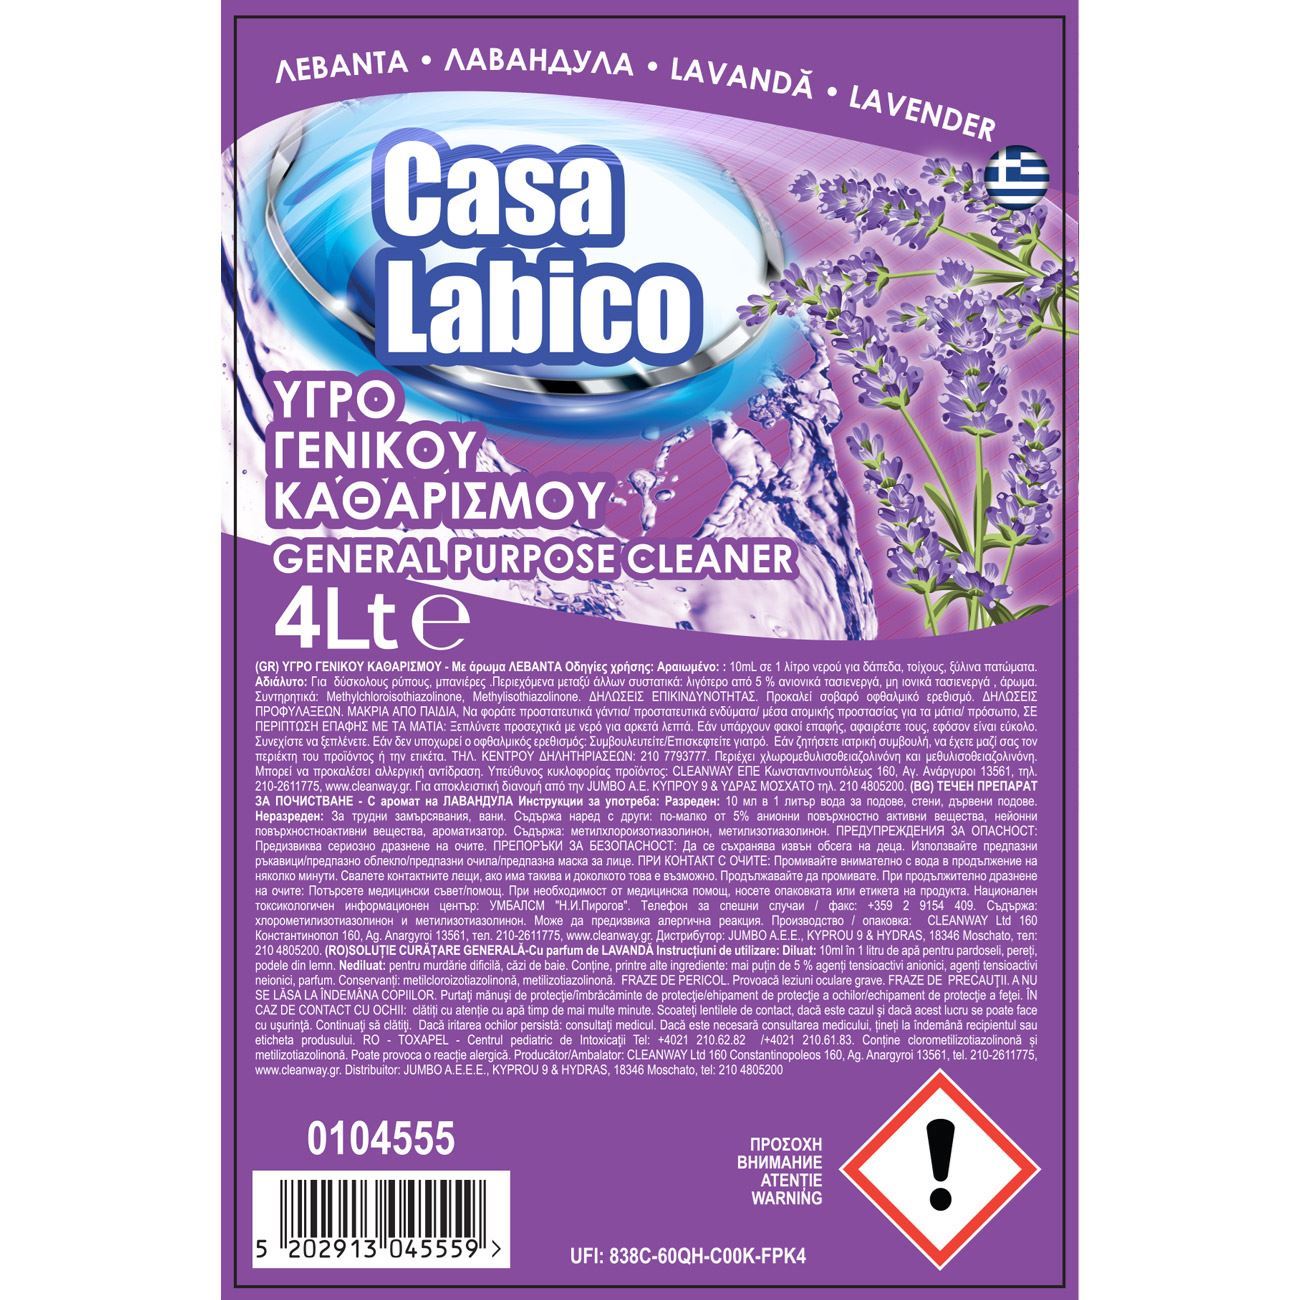 ΛΕΒΑΝΤΑ • ΛΑΒΑΗДУЛА • LAVANDĂ • LAVENDER
Casa
Labico
ΥΓΡΟ
ΓΕΝΙΚΟΥ
ΚΑΘΑΡΙΣΜΟΥ
GENERAL PURPOSE CLEANER
4Lt ℮
(GR) ΥΓΡΟ ΓΕΝΙΚΟΥ ΚΑΘΑΡΙΣΜΟΥ - Με άρωμα ΛΕΒΑΝΤΑ Οδηγίες χρήσης: Αραιωμένο: : 10mL σε 1 λίτρο νερού για δάπεδα, τοίχους, ξύλινα πατώματα.
Αδιάλυτο: Για δύσκολους ρύπους, μπανιέρες .Περιεχόμενα μεταξύ άλλων συστατικά: λιγότερο από 5 % ανιονικά τασιενεργά, μη ιονικά τασιενεργά , άρωμα.
Συντηρητικά: Methylchloroisothiazolinone, Methylisothiazolinone. ΔΗΛΩΣΕΙΣ ΕΠΙΚΙΝΔΥΝΟΤΗΤΑΣ. Προκαλεί σοβαρό οφθαλμικό ερεθισμό. ΔΗΛΩΣΕΙΣ
ΠΡΟΦΥΛΑΞΕΩΝ. ΜΑΚΡΙΑ ΑΠΟ ΠΑΙΔΙΑ, Να φοράτε προστατευτικά γάντια/ προστατευτικά ενδύματα/ μέσα ατομικής προστασίας για τα μάτια/ πρόσωπο, ΣΕ
ΠΕΡΙΠΤΩΣΗ ΕΠΑΦΗΣ ΜΕ ΤΑ ΜΑΤΙΑ: Ξεπλύνετε προσεχτικά με νερό για αρκετά λεπτά. Εάν υπάρχουν φακοί επαφής, αφαιρέστε τους, εφόσον είναι εύκολο.
Συνεχίστε να ξεπλένετε. Εάν δεν υποχωρεί ο οφθαλμικός ερεθισμός: Συμβουλευτείτε/Επισκεφτείτε γιατρό. Εάν ζητήσετε ιατρική συμβουλή, να έχετε μαζί σας τον
περιέκτη του προϊόντος ή την ετικέτα. ΤΗΛ. ΚΕΝΤΡΟΥ ΔΗΛΗΤΗΡΙΑΣΕΩΝ: 210 7793777. Περιέχει χλωρομεθυλισοθειαζολινόνη και μεθυλισοθειαζολινόνη.
Μπορεί να προκαλέσει αλλεργική αντίδραση. Υπεύθυνος κυκλοφορίας προϊόντος: CLEANWAY ΕΠΕ Κωνσταντινουπόλεως 160, Αγ. Ανάργυροι 13561, τηλ.
210-2611775, www.cleanway.gr. Για αποκλειστική διανομή από την JUMBO A.E. ΚΥΠΡΟΥ 9 & ΥΔΡΑΣ ΜΟΣΧΑΤΟ τηλ. 210 4805200. (BG) ТЕЧЕН ПРЕПАРАТ
ЗА ПОЧИСТВАНЕ - С аромат на ЛАВАНДУЛА Инструкции за употреба: Разреден: 10 мл в 1 литър вода за подове, стени, дървени подове.
Неразреден: За трудни замърсявания, вани. Съдържа наред с други: по-малко от 5% анионни повърхностно активни вещества, нейонни
повърхностноактивни вещества, ароматизатор. Съдържа: метилхлороизотиазолинон, метилизотиазолинон. ПРЕДУПРЕЖДЕНИЯ ЗА ОПАСНОСТ:
Предизвиква сериозно дразнене на очите. ПРЕПОРЪКИ ЗА БЕЗОПАСНОСТ: Да се съхранява извън обсега на деца. Използвайте предпазни
ръкавици/предпазно облекло/предпазни очила/предпазна маска за лице. ПРИ КОНТАКТ С ОЧИТЕ: Промивайте внимателно с вода в продължение на
няколко минути. Свалете контактните лещи, ако има такива и доколкото това е възможно. Продължавайте да промивате. При продължително дразнене
на очите: Потърсете медицински съвет/помощ. При необходимост от медицинска помощ, носете опаковката или етикета на продукта. Национален
токсикологичен информационен център: УМБАЛСМ "Н.И.Пирогов". Телефон за спешни случаи / факс: +359 2 9154 409. Съдържа:
хлорометилизотиазолинон и метилизотиазолинон. Може да предизвика алергична реакция. Производство / опаковка: CLEANWAY Ltd 160
Константинопол 160, Ag. Anargyroi 13561, тел. 210-2611775, www.cleanway.gr. Дистрибутор: JUMBO A.E.E., KYPROU 9 & HYDRAS, 18346 Moschato, тел:
210 4805200. (RO)SOLUȚIE CURĂȚARE GENERALĂ-Cu parfum de LAVANDĂ Instrucțiuni de utilizare: Diluat: 10ml în 1 litru de apă pentru pardoseli, pereți,
podele din lemn. Nediluat: pentru murdărie dificilă, căzi de baie. Conține, printre alte ingrediente: mai puțin de 5 % agenți tensioactivi anionici, agenți tensioactivi
neionici, parfum. Conservanți: metilcloroizotiazolinonă, metilizotiazolinonă. FRAZE DE PERICOL. Provoacă leziuni oculare grave. FRAZE DE PRECAUȚII. A NU
SE LĂSA LA ÎNDEMÂNA COPIILOR. Purtați mănuși de protecție/îmbrăcăminte de protecție/ehipament de protecție a ochilor/echipament de protecție a feței. ÎN
CAZ DE CONTACT CU OCHII: clătiți cu atenție cu apă timp de mai multe minute. Scoateți lentilele de contact, dacă este cazul și dacă acest lucru se poate face
cu ușurință. Continuați să clătiți. Dacă iritarea ochilor persistă: consultați medicul. Dacă este necesară consultarea medicului, țineți la îndemână recipientul sau
eticheta produsului. RO - TOXAPEL - Centrul pediatric de Intoxicații Tel: +4021 210.62.82 /+4021 210.61.83. Conține clorometilizotiazolinonă și
metilizotiazolinonă. Poate provoca o reacție alergică. Producător/Ambalator: CLEANWAY Ltd 160 Constantinopoleos 160, Ag. Anargyroi 13561, tel. 210-2611775,
www.cleanway.gr. Distribuitor: JUMBO A.E.E.E., KYPROU 9 & HYDRAS, 18346 Moschato, tel: 210 4805200
0104555
5 202913 045559 >
ΠΡΟΣΟΧΗ
ВНИМАНИЕ
ATENȚIE
WARNING
UFI: 838C-60QH-C00K-FPK4